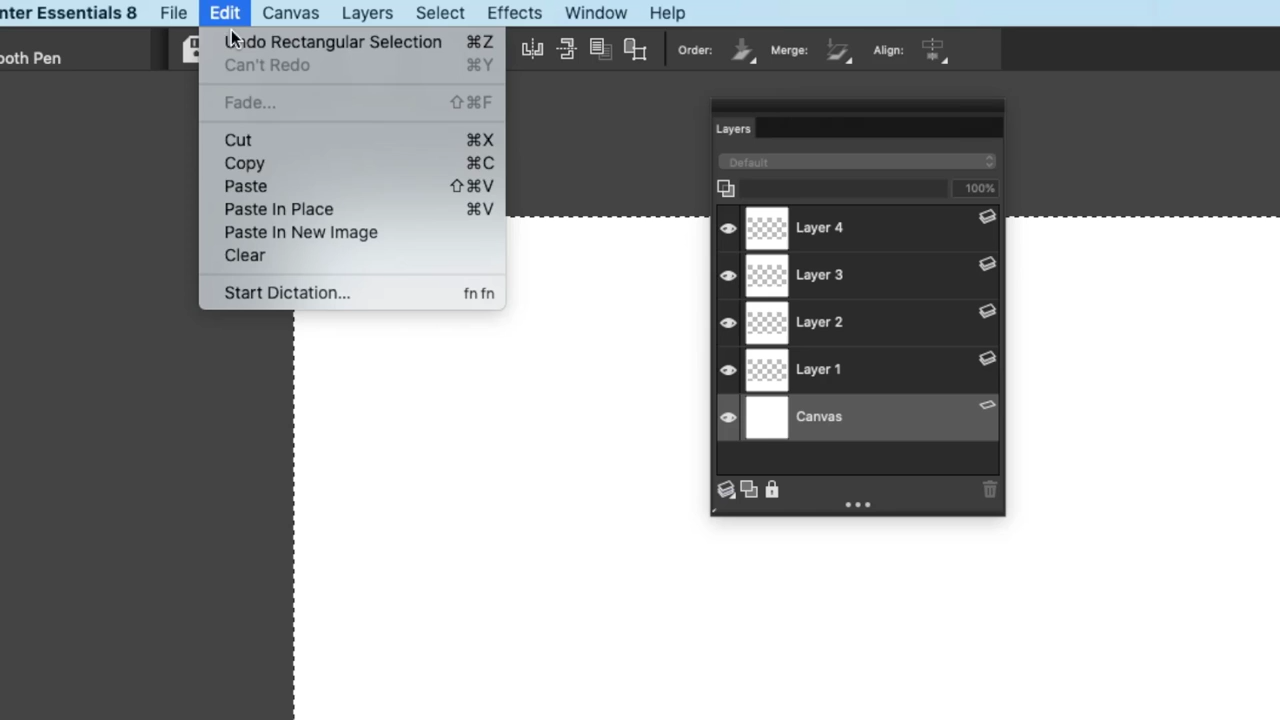 nter Essentials 8 File Edit Canvas Layers Select Effects Window Help
ooth Pen
Order: Merge: Align:
Undo Rectangular Selection ⌘Z
Can't Redo ⌘Y
Fade... ⇧⌘F
Cut ⌘X
Copy ⌘C
Paste ⇧⌘V
Paste In Place ⌘V
Paste In New Image
Clear
Start Dictation... fn fn
Layers
Default
100%
Layer 4
Layer 3
Layer 2
Layer 1
Canvas